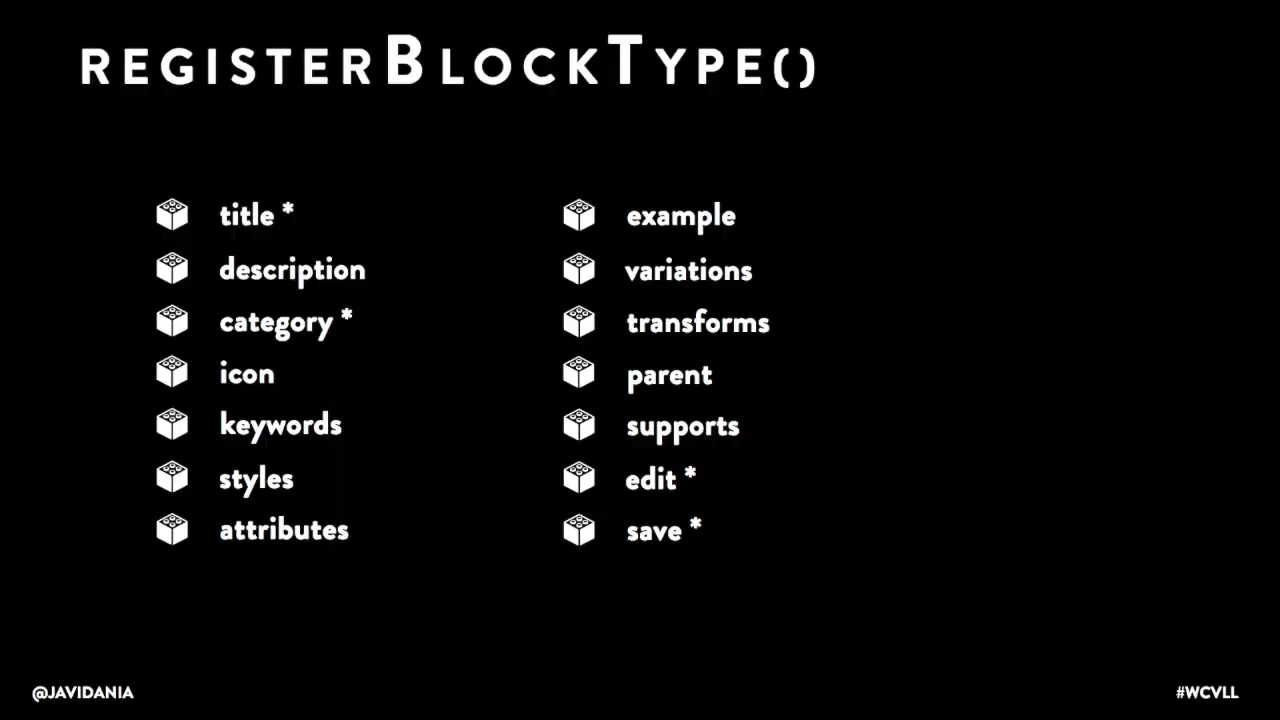 REGISTERBLOCKTYPE()
title *
description
category *
icon
keywords
styles
attributes
example
variations
transforms
parent
supports
edit *
save *
@JAVIDANIA
#WCVLL